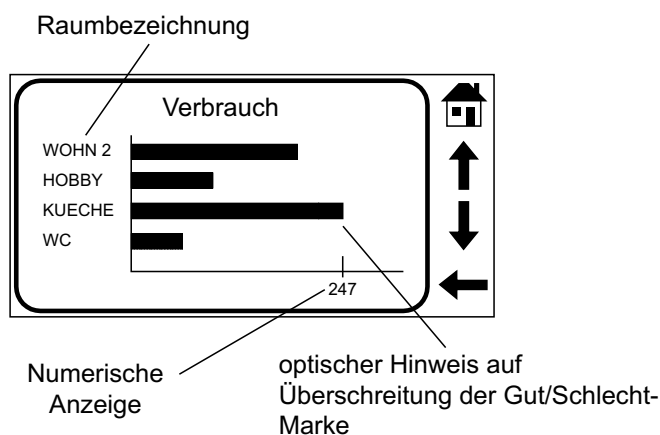 Raumbezeichnung
Verbrauch
WOHN 2
HOBBY
KUECHE
WC
247
Numerische
Anzeige
optischer Hinweis auf
Überschreitung der Gut/Schlecht-
Marke